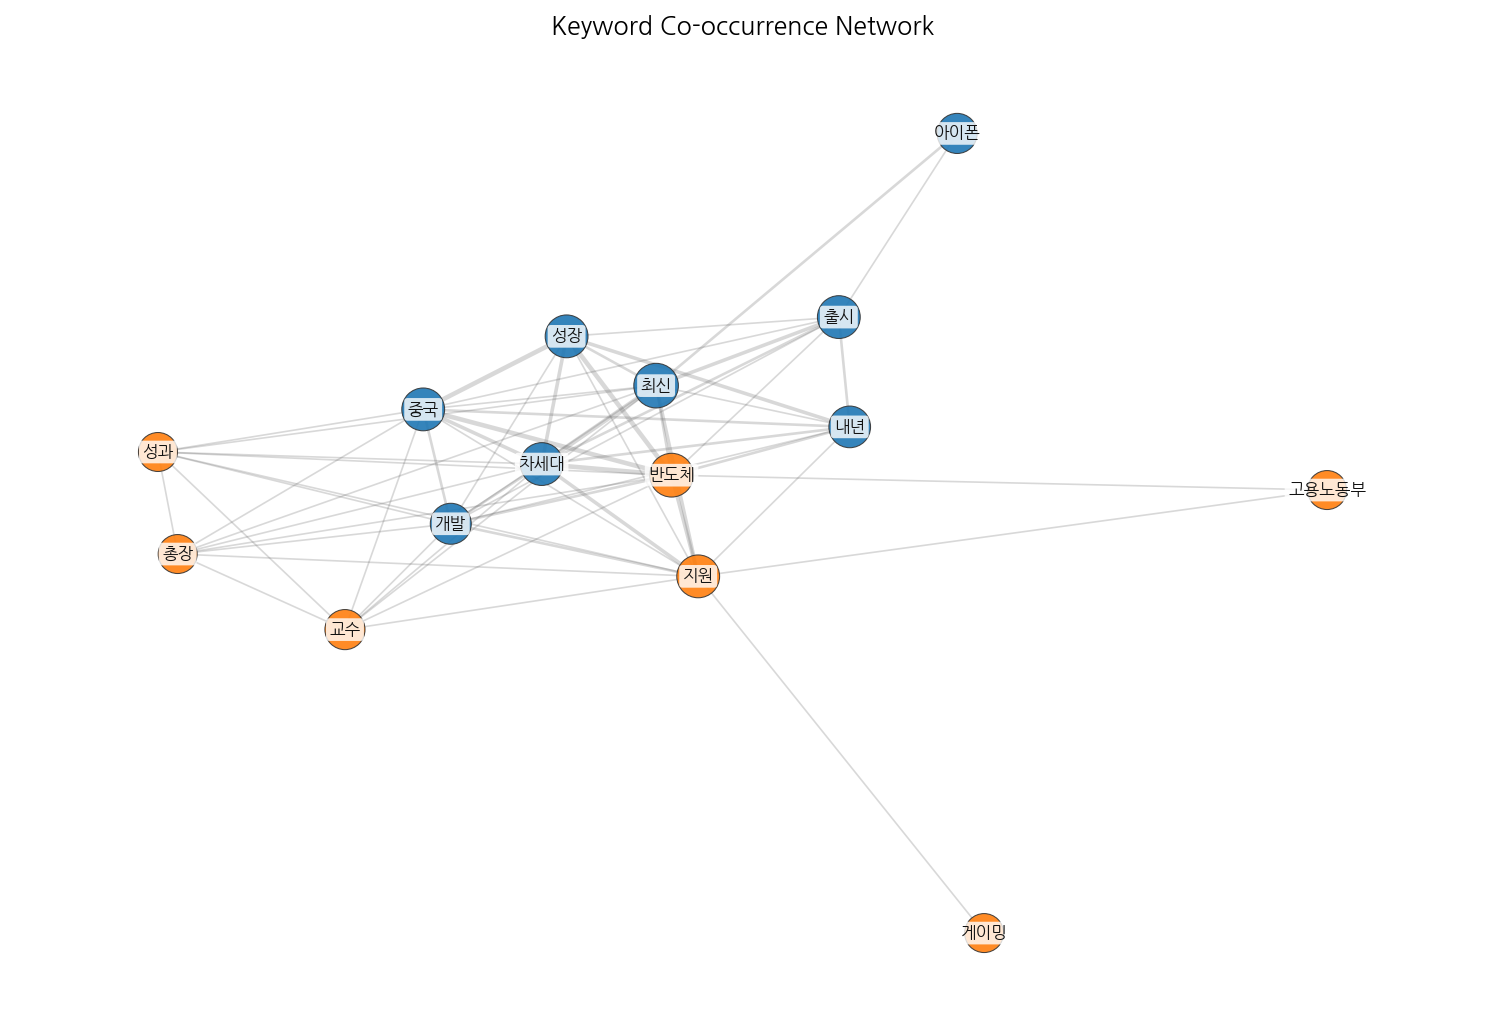 Keyword Co-occurrence Network
아이폰
출시
성장
최신
중국
내년
성과
차세대
반도체
고용노동부
개발
총장
지원
교수
게이밍